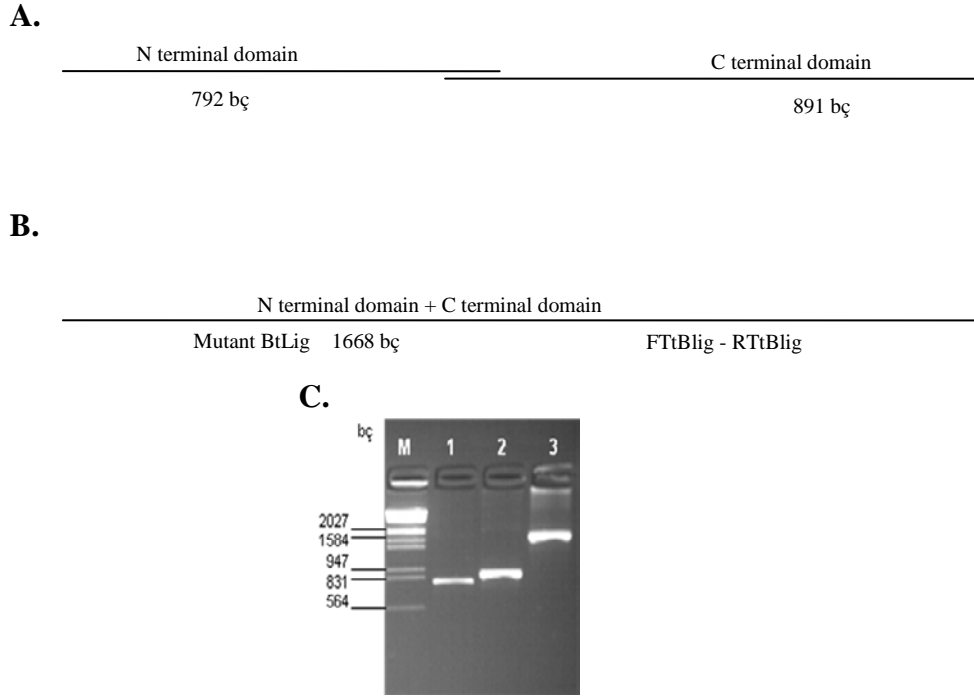 A.
N terminal domain
C terminal domain
792 bç
891 bç
B.
N terminal domain + C terminal domain
Mutant BtLig 1668 bç
FTtBlig - RTtBlig
C.
bç
M 1 2 3
2027
1584
947
831
564